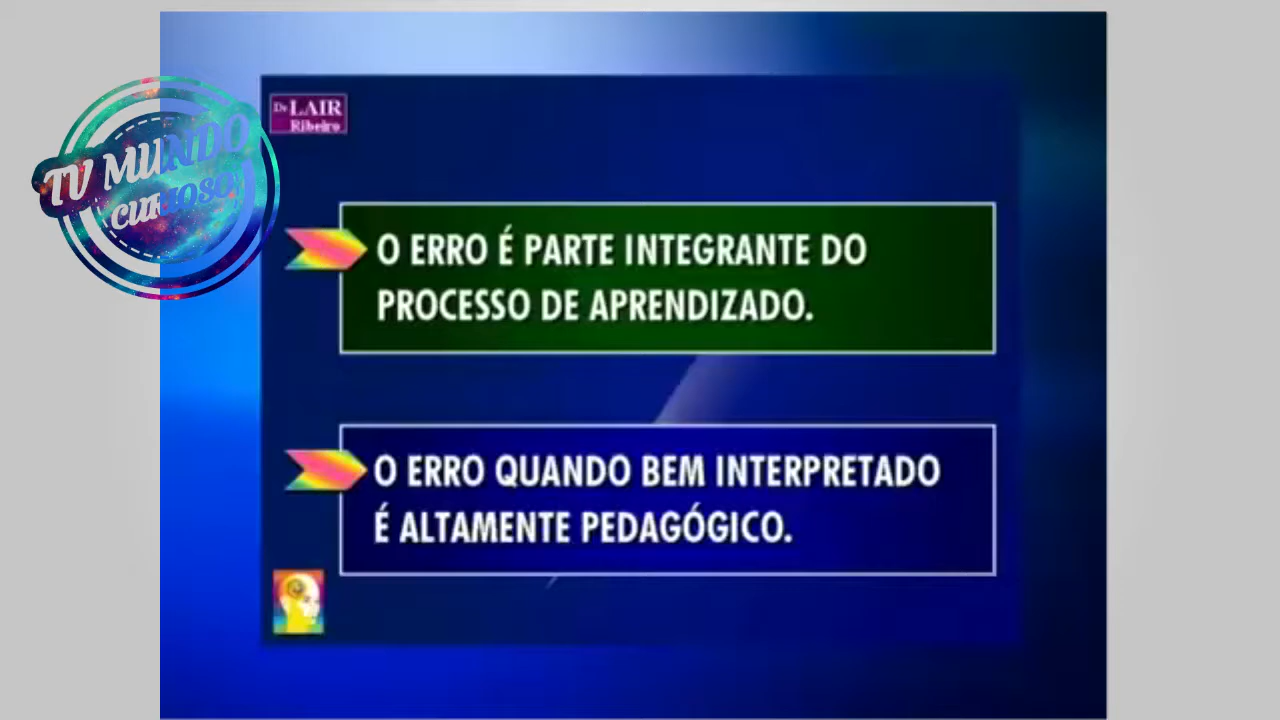 Dr. LAIR
Ribeiro
TV MUNDO
CURIOSO
O ERRO É PARTE INTEGRANTE DO
PROCESSO DE APRENDIZADO.
O ERRO QUANDO BEM INTERPRETADO
É ALTAMENTE PEDAGÓGICO.